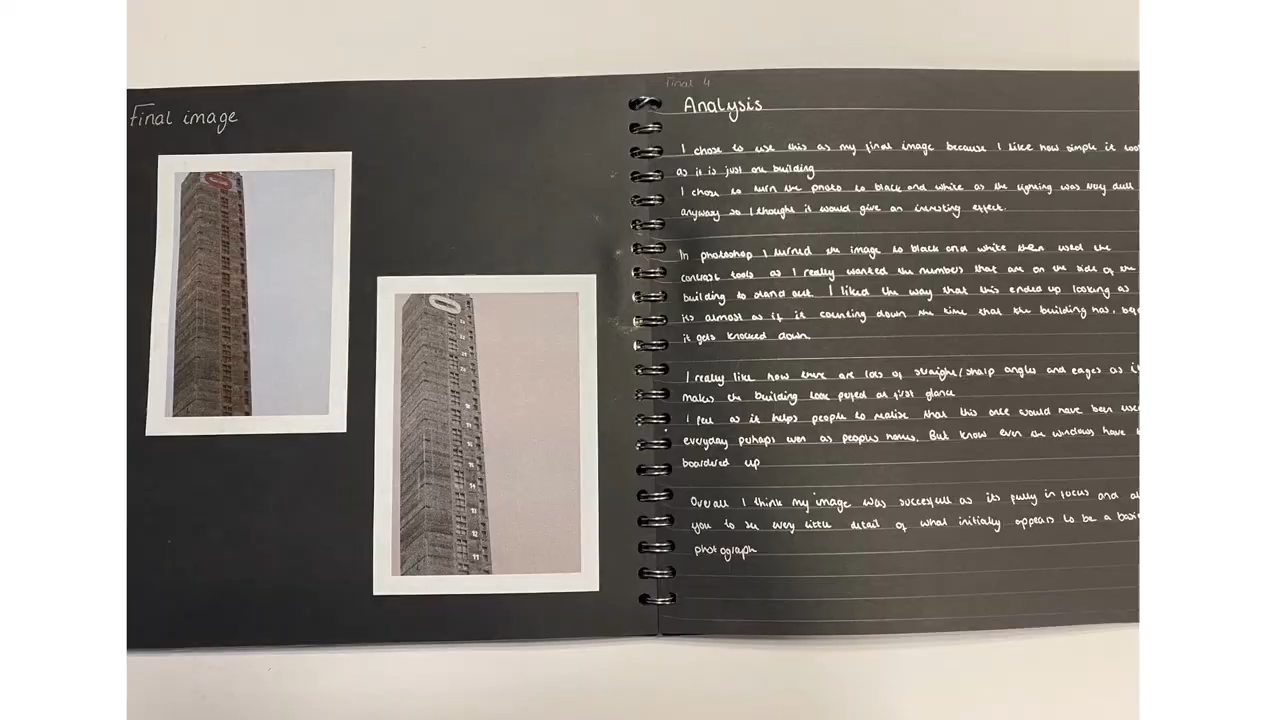 Final image
Final 4
Analysis
I chose to use this as my final image because I like how simple it
as it is just one building
I chose to turn the photo to black and white as the lighting was very dull
anyway so I thought it would give an intresting effect.
In photoshop I turned the image to black and white then used the
contrast tools as I really wanted the numbers that are on the side of the
building to stand out. I liked the way that this ended up looking as
its almost as if it counting down the time that the building has,
it gets knocked down.
I really like how there are lots of straight/sharp angles and edges as
makes the building look perfect at first glance
I feel as it helps people to realise that this once would have been
everyday perhaps even as peoples homes. But know even the windows have
boardered up
Overall I think my image was succesfull as its fully in focus and
you to see every little detail of what initially appears to be a
photograph
14
13
12
11